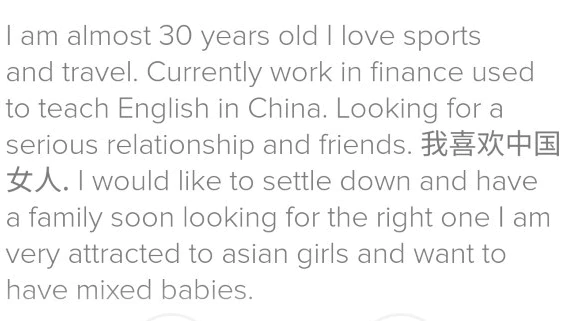 I am almost 30 years old I love sports
and travel. Currently work in finance used
to teach English in China. Looking for a
serious relationship and friends. 我喜欢中国
女人. I would like to settle down and have
a family soon looking for the right one I am
very attracted to asian girls and want to
have mixed babies.